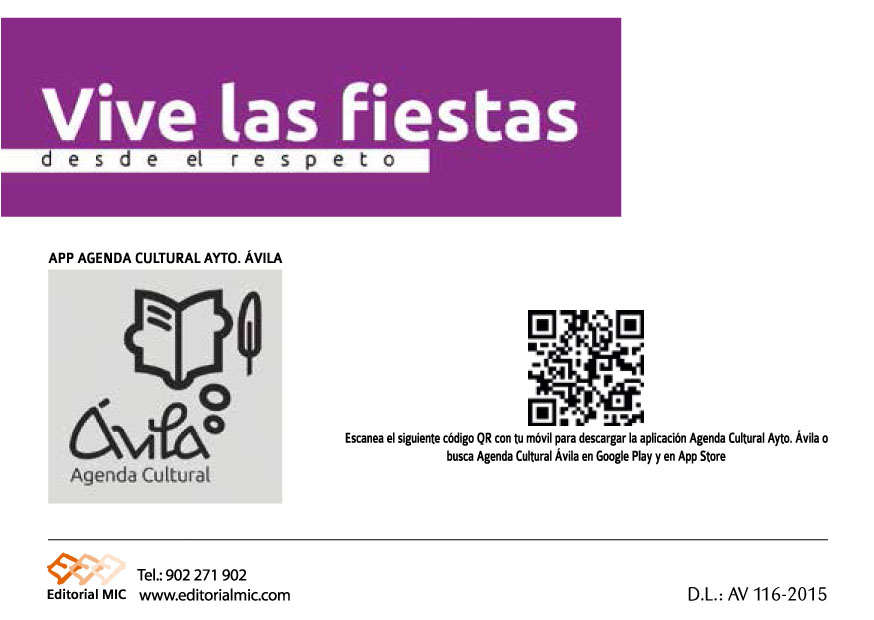 Vive las fiestas
desde el respeto
APP AGENDA CULTURAL AYTO. ÁVILA
Ávila
Agenda Cultural
Escanea el siguiente código QR con tu móvil para descargar la aplicación Agenda Cultural Ayto. Ávila o
busca Agenda Cultural Ávila en Google Play y en App Store
Editorial MIC
Tel.: 902 271 902
www.editorialmic.com
D.L.: AV 116-2015